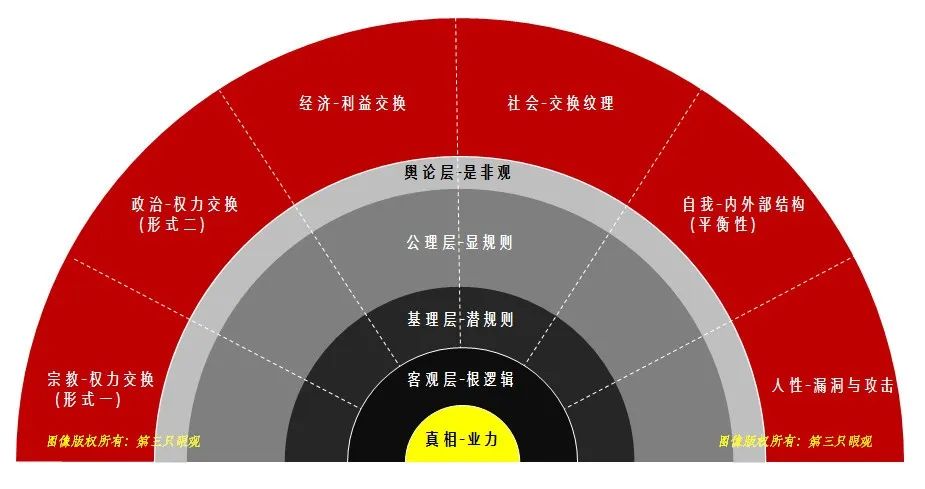 经济-利益交换
社会-交换纹理
舆论层-是非观
政治-权力交换
(形式二)
自我-内外部结构
(平衡性)
公理层-显规则
基理层-潜规则
宗教-权力交换
(形式一)
客观层-根逻辑
人性-漏洞与攻击
真相-业力
图像版权所有：第三只眼观
图像版权所有：第三只眼观